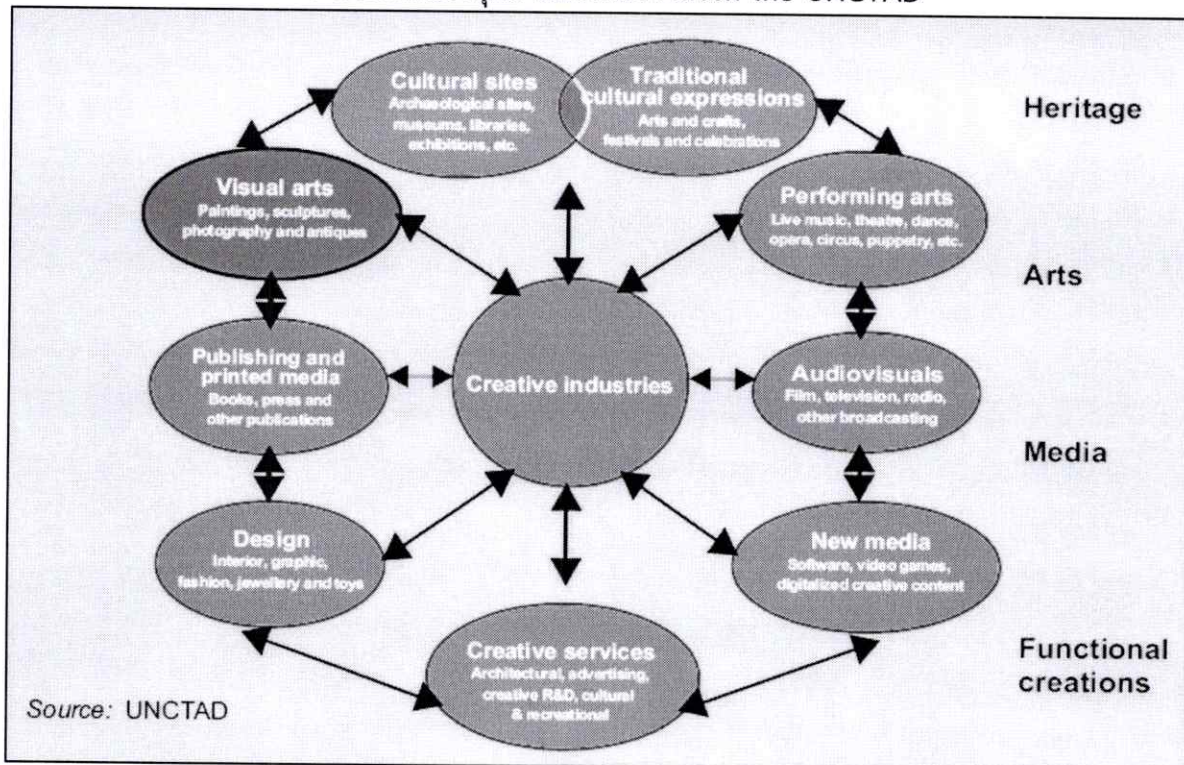 Cultural sites
Archaeological sites,
museums, libraries,
exhibitions, etc.
Traditional
cultural expressions
Arts and crafts,
festivals and celebrations
Heritage
Visual arts
Paintings, sculptures,
photography and antiques
Performing arts
Live music, theatre, dance,
opera, circus, puppetry, etc.
Arts
Publishing and
printed media
Books, press and
other publications
Creative industries
Audiovisuals
Film, television, radio,
other broadcasting
Media
Design
Interior, graphic,
fashion, jewellery and toys
New media
Software, video games,
digitalized creative content
Creative services
Architectural, advertising,
creative R&D, cultural
& recreational
Functional
creations
Source: UNCTAD